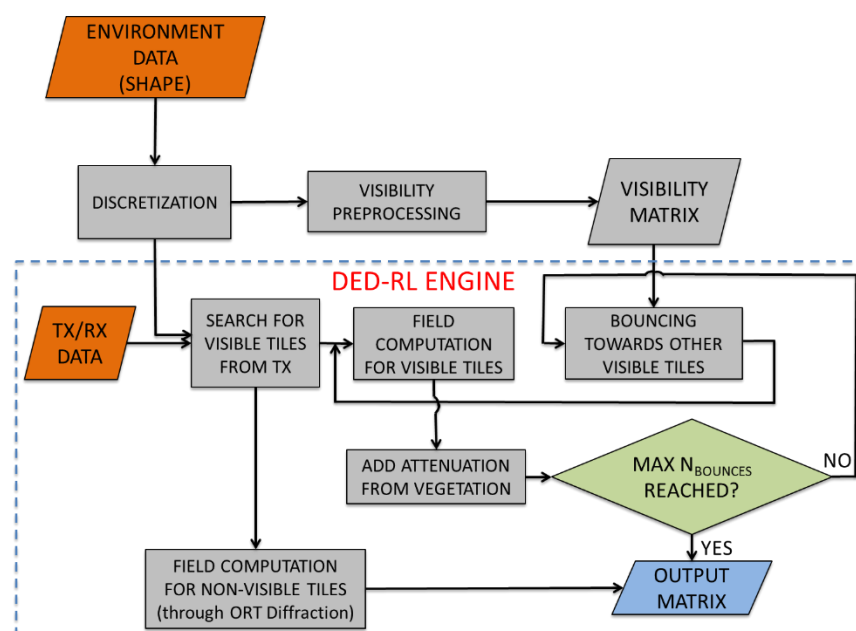 ENVIRONMENT
DATA
(SHAPE)
DISCRETIZATION
VISIBILITY
PREPROCESSING
VISIBILITY
MATRIX
DED-RL ENGINE
TX/RX
DATA
SEARCH FOR
VISIBLE TILES
FROM TX
FIELD
COMPUTATION
FOR VISIBLE TILES
BOUNCING
TOWARDS OTHER
VISIBLE TILES
ADD ATTENUATION
FROM VEGETATION
MAX N_BOUNCES
REACHED?
NO
YES
FIELD COMPUTATION
FOR NON-VISIBLE TILES
(through ORT Diffraction)
OUTPUT
MATRIX